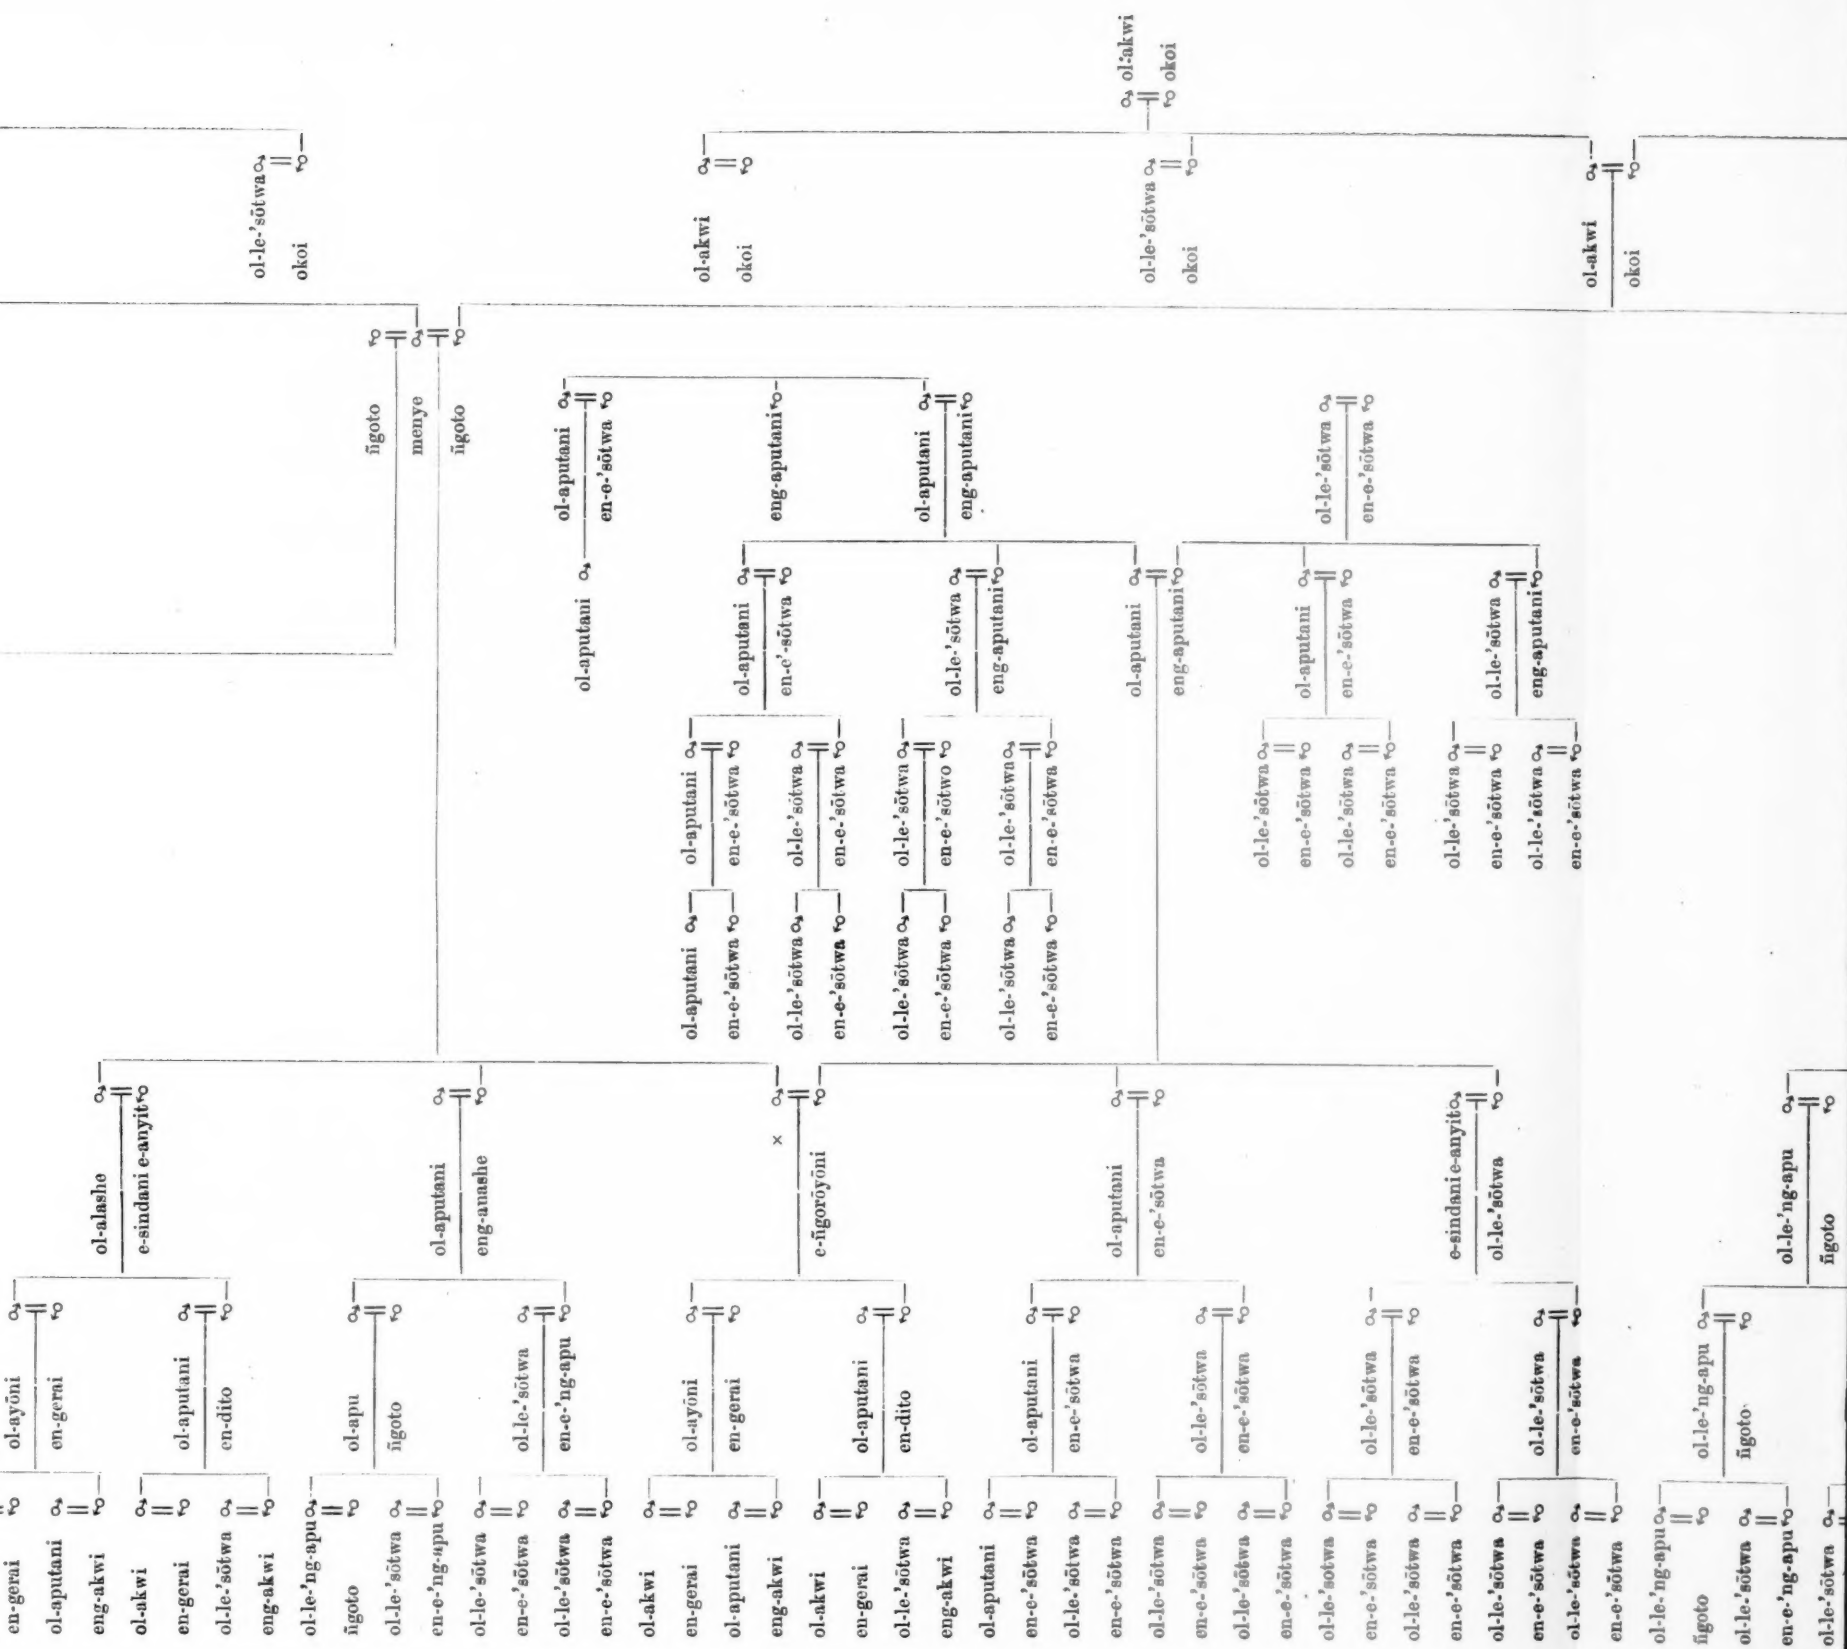 ol-akwi
okoi
ol-le-'sōtwa
okoi
ol-akwi
okoi
ol-le-'sōtwa
okoi
ol-akwi
okoi
n̄goto
menye
n̄goto
ol-aputani
en-e-'sōtwa
eng-aputani
ol-aputani
eng-aputani
ol-le-'sōtwa
en-e-'sōtwa
ol-aputani
ol-aputani
en-e'-sōtwa
ol-le-'sōtwa
eng-aputani
ol-aputani
eng-aputani
ol-aputani
en-e-'sōtwa
ol-le-'sōtwa
eng-aputani
ol-aputani
en-e-'sōtwa
ol-le-'sōtwa
en-e-'sōtwa
ol-le-'sōtwa
en-e-'sōtwo
ol-le-'sōtwa
en-e-'sōtwa
ol-le-'sōtwa
en-e-'sōtwa
ol-le-'sōtwa
en-e-'sōtwa
ol-le-'sōtwa
en-e-'sōtwa
ol-le-'sōtwa
en-e-'sōtwa
ol-aputani
en-e-'sōtwa
ol-le-'sōtwa
en-e-'sōtwa
ol-le-'sōtwa
en-e-'sōtwa
ol-le-'sōtwa
en-e-'sōtwa
ol-alashe
e-sindani e-anyit
ol-aputani
eng-anashe
×
e-n̄gorōyōni
ol-aputani
en-e-'sōtwa
e-sindani e-anyit
ol-le-'sōtwa
ol-le-'ng-apu
n̄goto
ol-ayōni
en-gerai
ol-aputani
en-dito
ol-apu
n̄goto
ol-le-'sōtwa
en-e-'ng-apu
ol-ayōni
en-gerai
ol-aputani
en-dito
ol-aputani
en-e-'sōtwa
ol-le-'sōtwa
en-e-'sōtwa
ol-le-'sōtwa
en-e-'sōtwa
ol-le-'sōtwa
en-e-'sōtwa
ol-le-'ng-apu
n̄goto
en-gerai
ol-aputani
eng-akwi
ol-akwi
en-gerai
ol-le-'sōtwa
eng-akwi
ol-le-'ng-apu
n̄goto
ol-le-'sōtwa
en-e-'ng-apu
ol-le-'sōtwa
en-e-'sōtwa
ol-le-'sōtwa
en-e-'sōtwa
ol-akwi
en-gerai
ol-aputani
eng-akwi
ol-akwi
en-gerai
ol-le-'sōtwa
eng-akwi
ol-aputani
en-e-'sōtwa
ol-le-'sōtwa
en-e-'sōtwa
ol-le-'sōtwa
en-e-'sōtwa
ol-le-'sōtwa
en-e-'sōtwa
ol-le-'sōtwa
en-e-'sōtwa
ol-le-'sōtwa
en-e-'sōtwa
ol-le-'sōtwa
en-e-'sōtwa
ol-le-'sōtwa
en-e-'sōtwa
ol-le-'ng-apu
n̄goto
ol-le-'sōtwa
en-e-'ng-apu
ol-le-'sōtwa